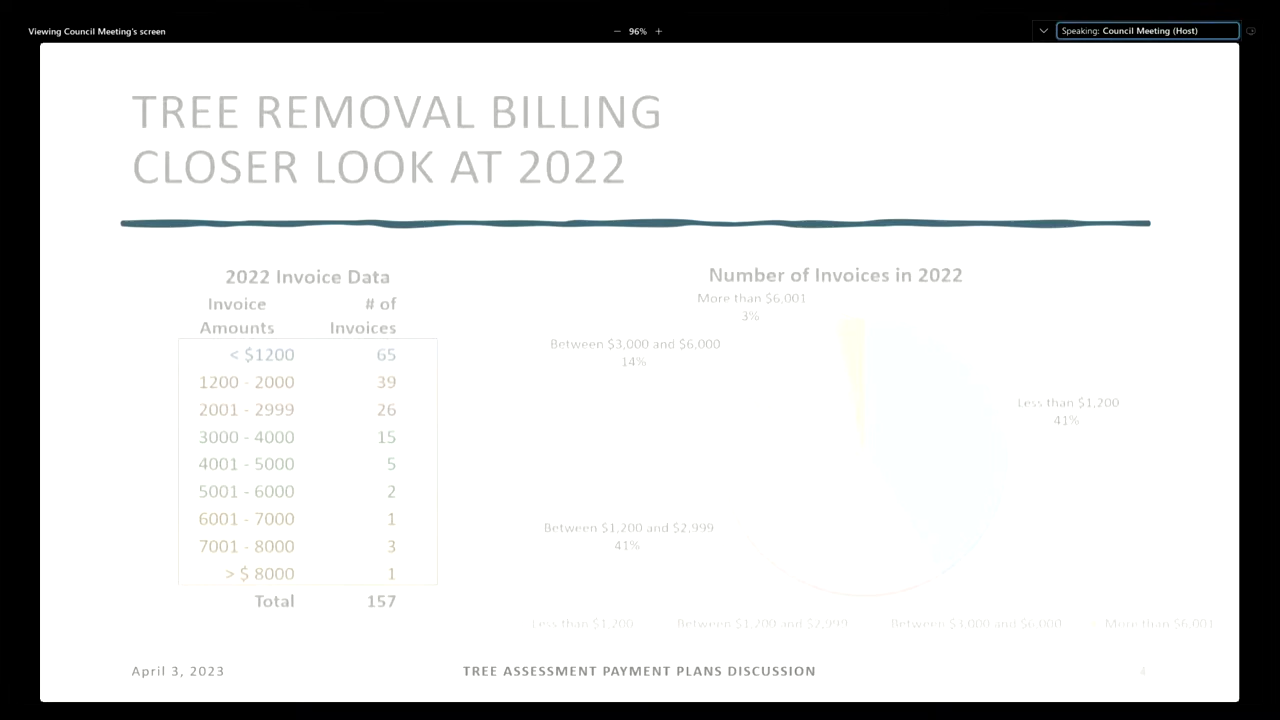 Viewing Council Meeting's screen
− 96% +
Speaking: Council Meeting (Host)
TREE REMOVAL BILLING
CLOSER LOOK AT 2022
2022 Invoice Data
Invoice Amounts # of Invoices
< $1200 65
1200 - 2000 39
2001 - 2999 26
3000 - 4000 15
4001 - 5000 5
5001 - 6000 2
6001 - 7000 1
7001 - 8000 3
> $ 8000 1
Total 157
Number of Invoices in 2022
More than $6,001
3%
Between $3,000 and $6,000
14%
Less than $1,200
41%
Between $1,200 and $2,999
41%
Less than $1,200 Between $1,200 and $2,999 Between $3,000 and $6,000 More than $6,001
April 3, 2023 TREE ASSESSMENT PAYMENT PLANS DISCUSSION 4